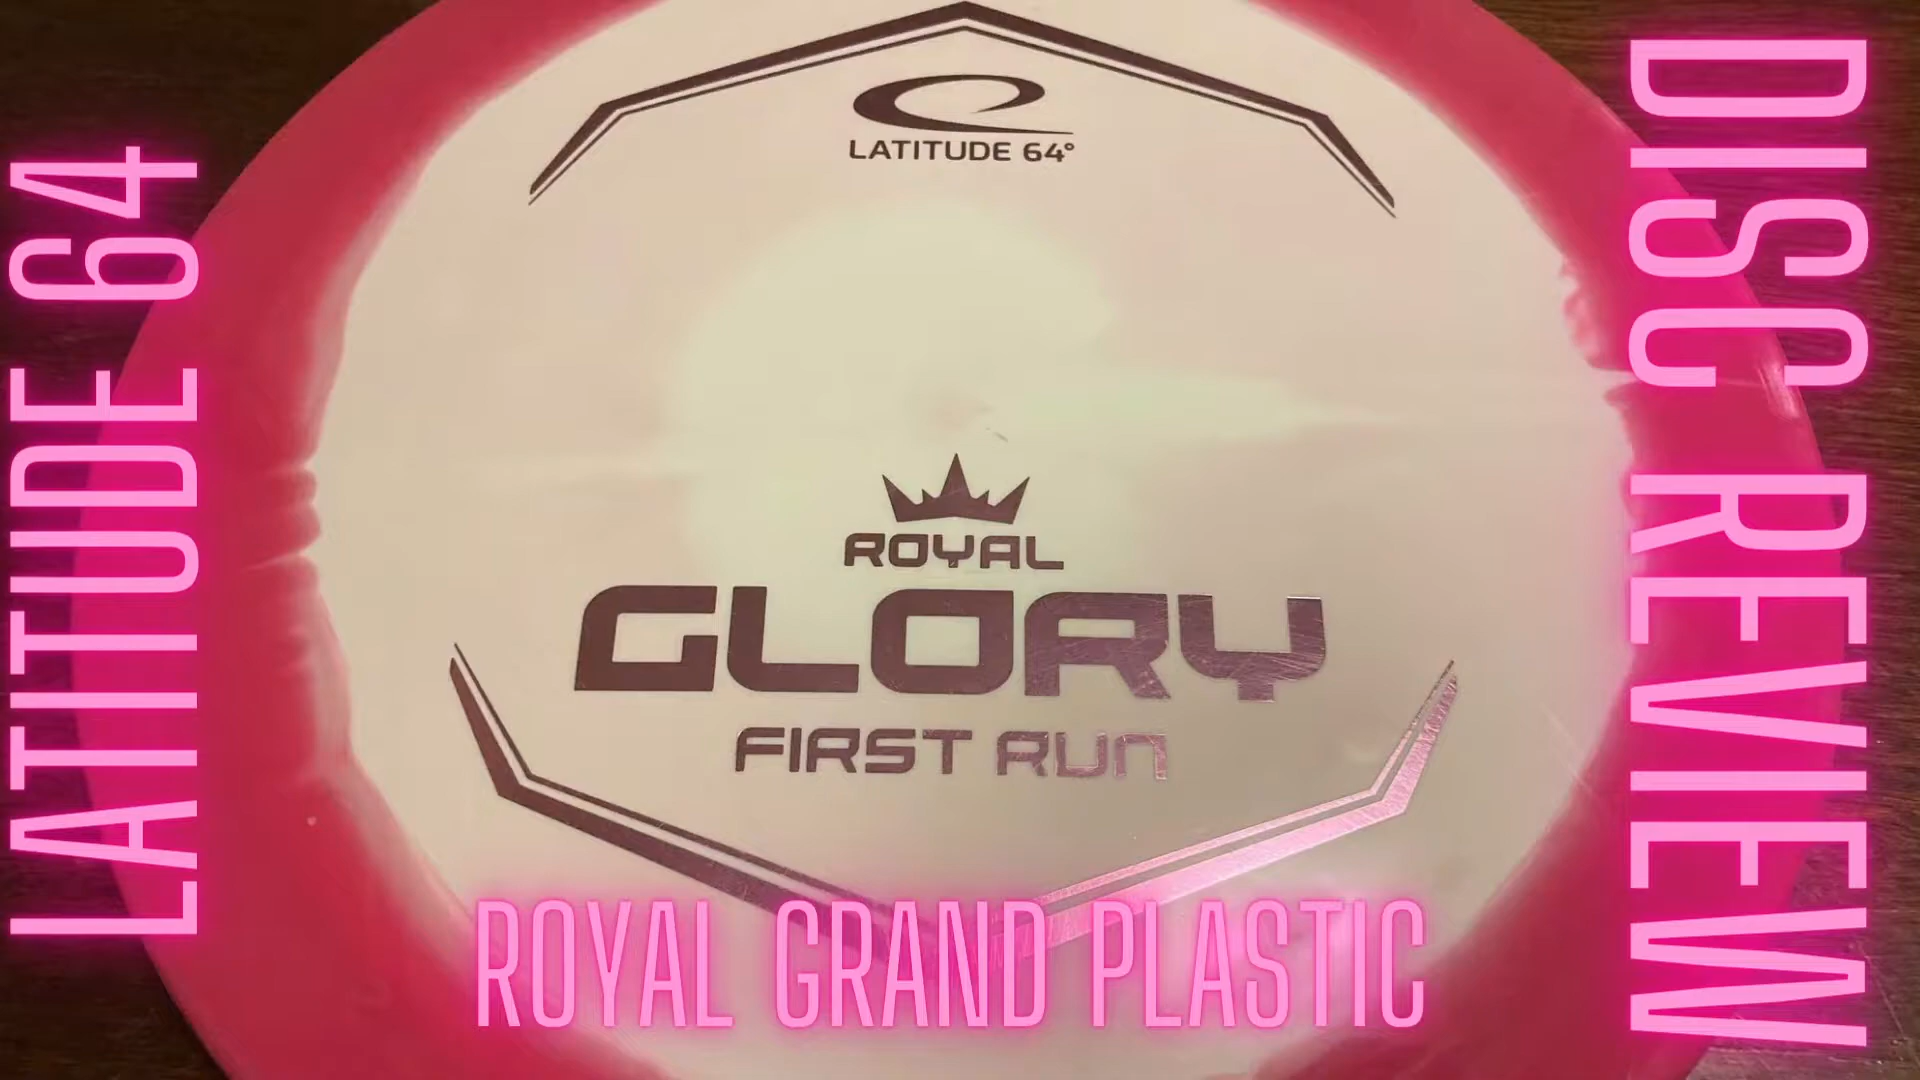 LATITUDE 64°
ROYAL
GLORY
FIRST RUN
LATITUDE 64
DISC REVIEW
ROYAL GRAND PLASTIC